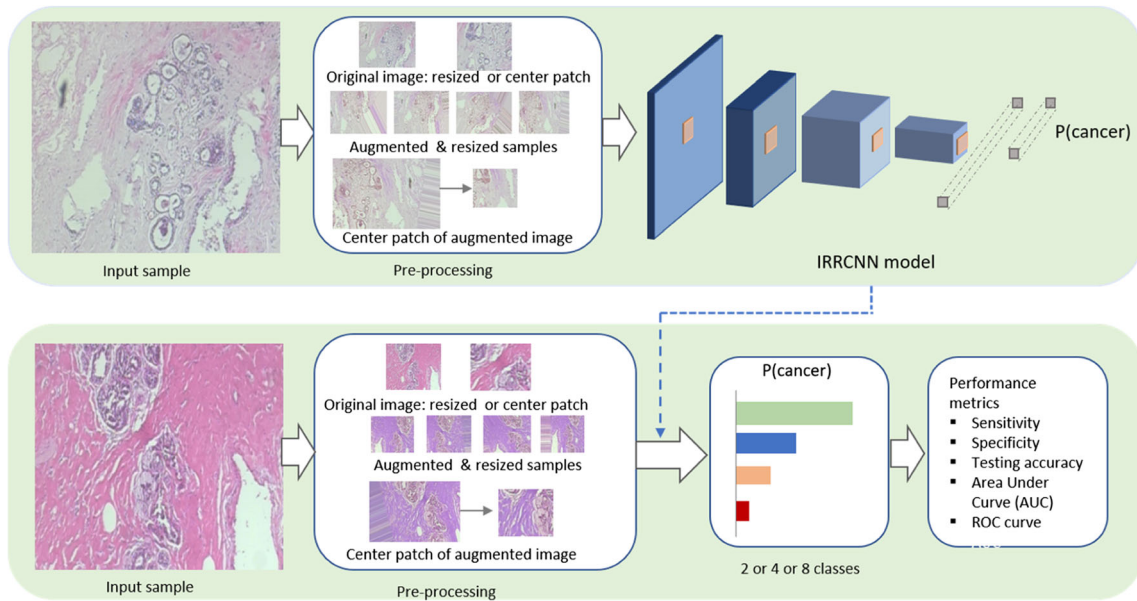 Original image: resized or center patch
Augmented & resized samples
Center patch of augmented image
Input sample
Pre-processing
P(cancer)
IRRCNN model
Original image: resized or center patch
Augmented & resized samples
Center patch of augmented image
Input sample
Pre-processing
P(cancer)
2 or 4 or 8 classes
Performance
metrics
▪ Sensitivity
▪ Specificity
▪ Testing accuracy
▪ Area Under
Curve (AUC)
▪ ROC curve